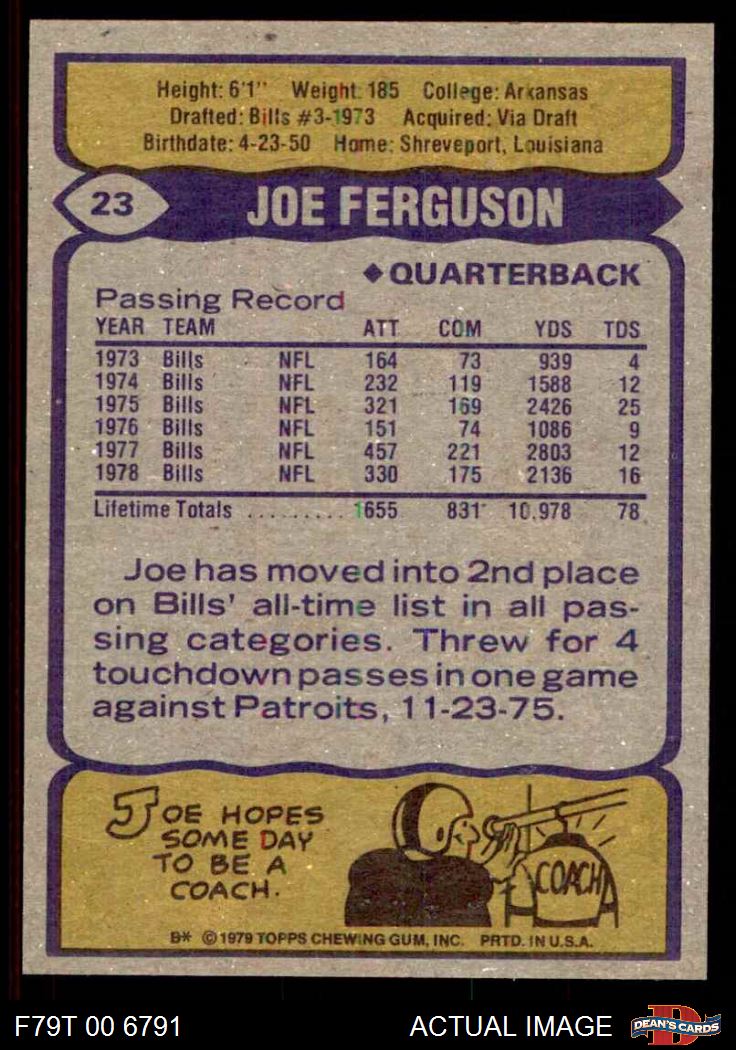 Height: 6'1" Weight: 185 College: Arkansas
Drafted: Bills #3-1973 Acquired: Via Draft
Birthdate: 4-23-50 Home: Shreveport, Louisiana
23 JOE FERGUSON
◆QUARTERBACK
Passing Record
YEAR TEAM ATT COM YDS TDS
1973 Bills NFL 164 73 939 4
1974 Bills NFL 232 119 1588 12
1975 Bills NFL 321 169 2426 25
1976 Bills NFL 151 74 1086 9
1977 Bills NFL 457 221 2803 12
1978 Bills NFL 330 175 2136 16
Lifetime Totals ......... 1655 831 10,978 78
Joe has moved into 2nd place
on Bills' all-time list in all pas-
sing categories. Threw for 4
touchdown passes in one game
against Patroits, 11-23-75.
JOE HOPES
SOME DAY
TO BE A
COACH.
COACH
B* © 1979 TOPPS CHEWING GUM, INC. PRTD. IN U.S.A.
F79T 00 6791 ACTUAL IMAGE D DEAN'S CARDS